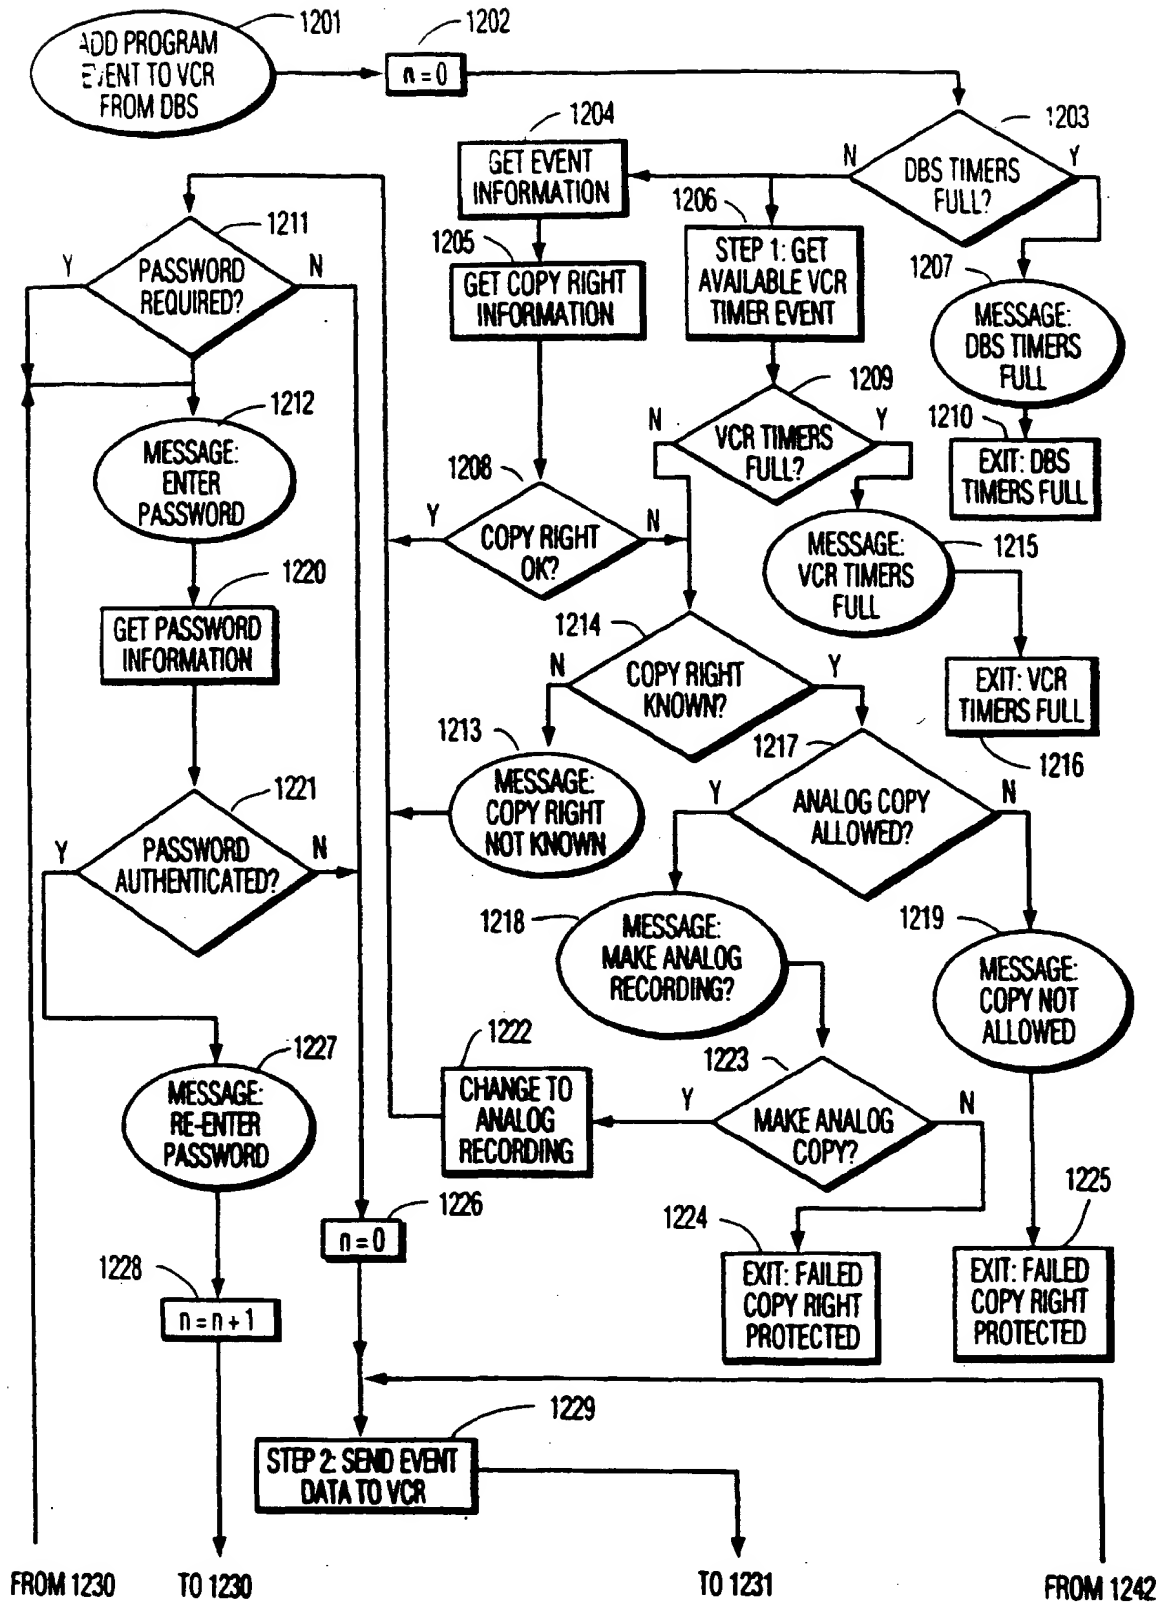 1201
ADD PROGRAM
EVENT TO VCR
FROM DBS
1202
n = 0
1203
DBS TIMERS
FULL?
N
Y
1204
GET EVENT
INFORMATION
1205
GET COPY RIGHT
INFORMATION
1206
STEP 1: GET
AVAILABLE VCR
TIMER EVENT
1207
MESSAGE:
DBS TIMERS
FULL
1210
EXIT: DBS
TIMERS FULL
1211
PASSWORD
REQUIRED?
Y
N
1212
MESSAGE:
ENTER
PASSWORD
1208
COPY RIGHT
OK?
Y
N
1209
VCR TIMERS
FULL?
N
Y
1215
MESSAGE:
VCR TIMERS
FULL
EXIT: VCR
TIMERS FULL
1216
1220
GET PASSWORD
INFORMATION
1214
COPY RIGHT
KNOWN?
N
Y
1213
MESSAGE:
COPY RIGHT
NOT KNOWN
1217
ANALOG COPY
ALLOWED?
Y
N
1221
PASSWORD
AUTHENTICATED?
Y
N
1218
MESSAGE:
MAKE ANALOG
RECORDING?
1219
MESSAGE:
COPY NOT
ALLOWED
1222
CHANGE TO
ANALOG
RECORDING
1223
MAKE ANALOG
COPY?
Y
N
1227
MESSAGE:
RE-ENTER
PASSWORD
1226
n = 0
1224
EXIT: FAILED
COPY RIGHT
PROTECTED
1225
EXIT: FAILED
COPY RIGHT
PROTECTED
1228
n = n + 1
1229
STEP 2: SEND EVENT
DATA TO VCR
FROM 1230
TO 1230
TO 1231
FROM 1242